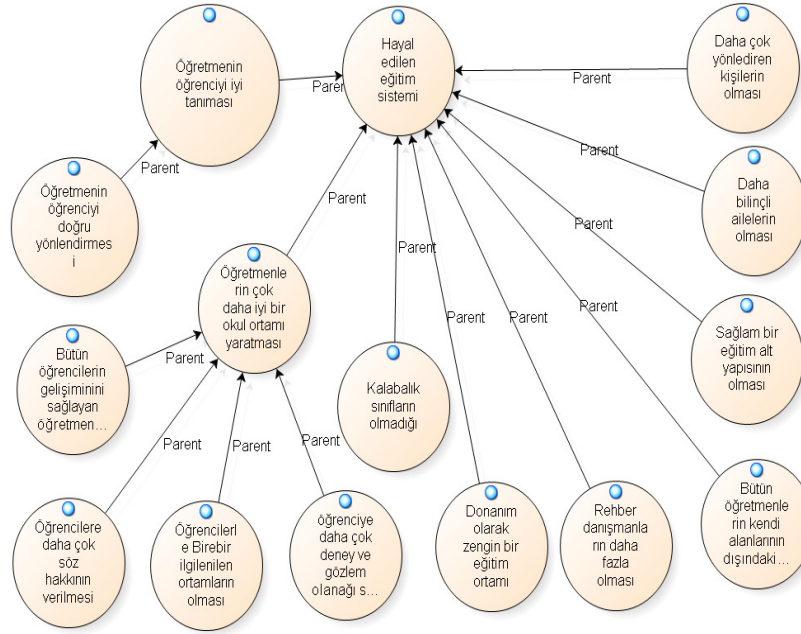 Öğretmenin
öğrenciyi iyi
tanıması
Hayal
edilen
eğitim
sistemi
Daha çok
yönlediren
kişilerin
olması
Parent
Parent
Parent
Öğretmenin
öğrenciyi
doğru
yönlendirmes
i
Daha
bilinçli
ailelerin
olması
Parent
Parent
Parent
Öğretmenle
rin çok
daha iyi bir
okul ortamı
yaratması
Parent
Sağlam bir
eğitim alt
yapısının
olması
Parent
Parent
Parent
Parent
Bütün
öğrencilerin
gelişiminini
sağlayan
öğretmen...
Kalabalık
sınıfların
olmadığı
Parent
Parent
Parent
Öğrencilere
daha çok
söz
hakkının
verilmesi
Öğrencilerl
e Birebir
ilgilenilen
ortamların
olması
öğrenciye
daha çok
deney ve
gözlem
olanağı s...
Donanım
olarak
zengin bir
eğitim
ortamı
Rehber
danışmanla
rın daha
fazla
olması
Bütün
öğretmenle
rin kendi
alanlarının
dışındaki...